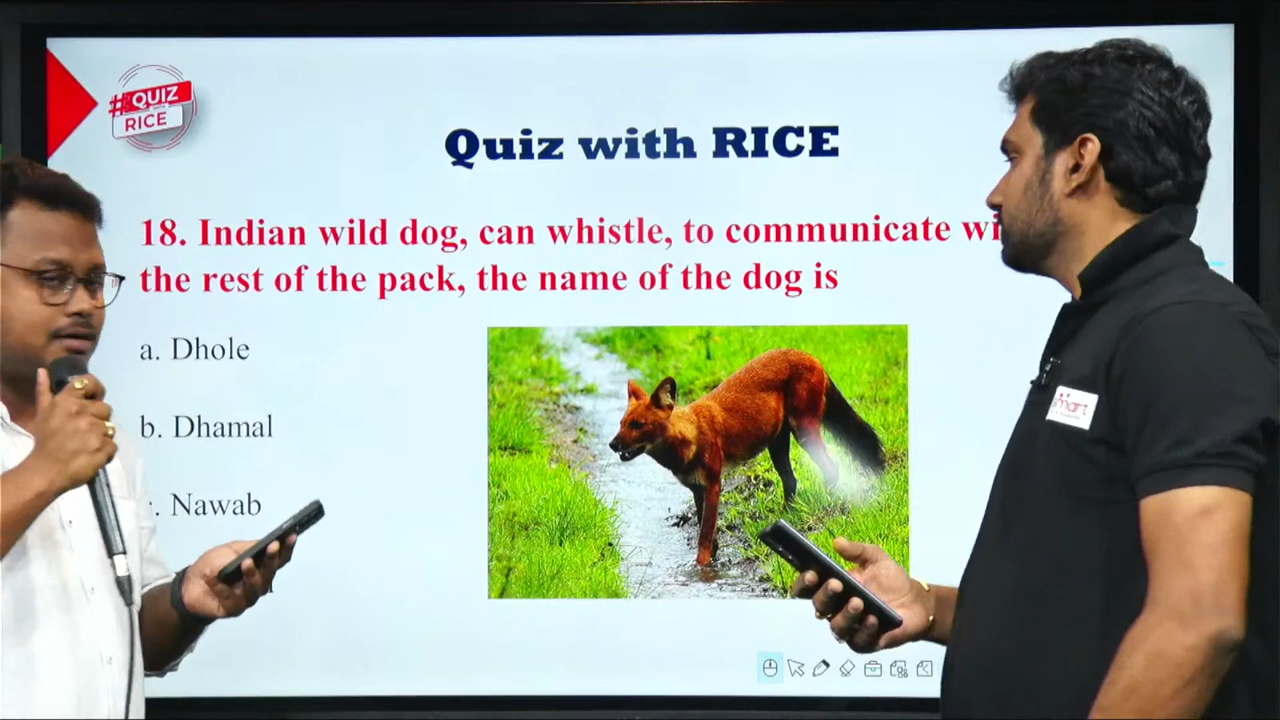 #QUIZ
RICE
Quiz with RICE
18. Indian wild dog, can whistle, to communicate
the rest of the pack, the name of the dog is
a. Dhole
b. Dhamal
Nawab
smart